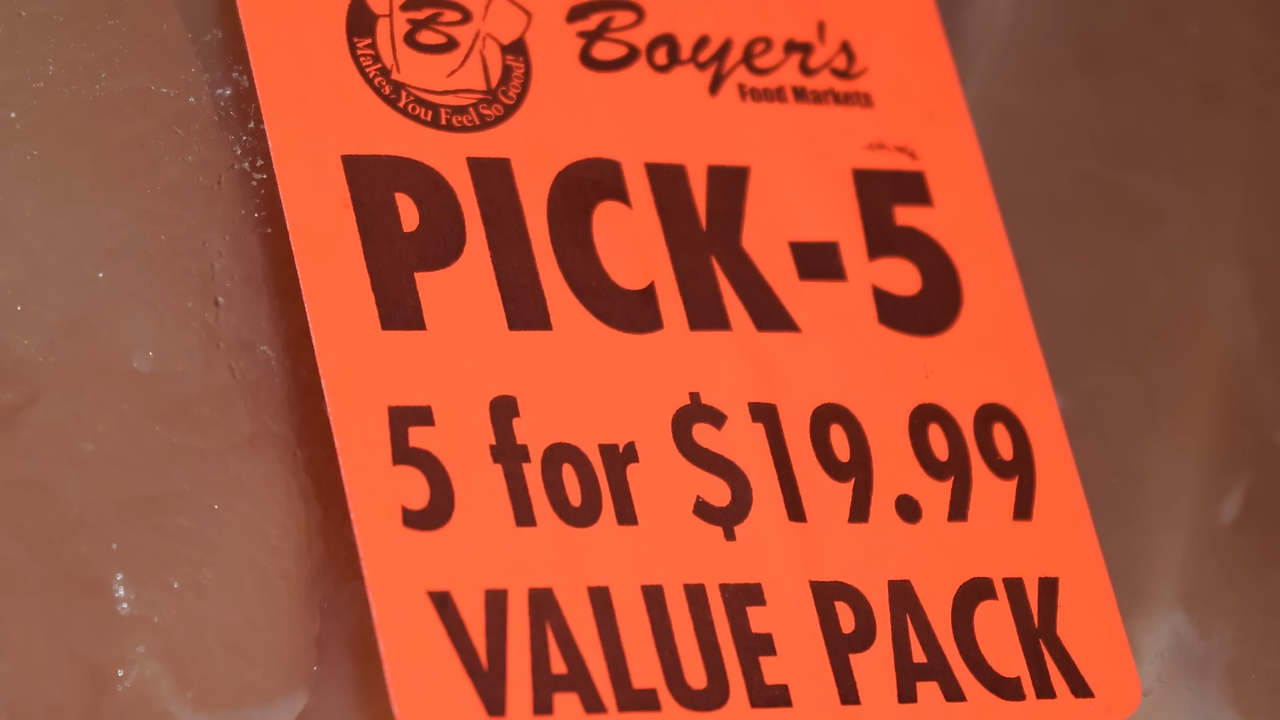 B
Makes You Feel So Good!
Boyer's
Food Markets
PICK-5
5 for $19.99
VALUE PACK